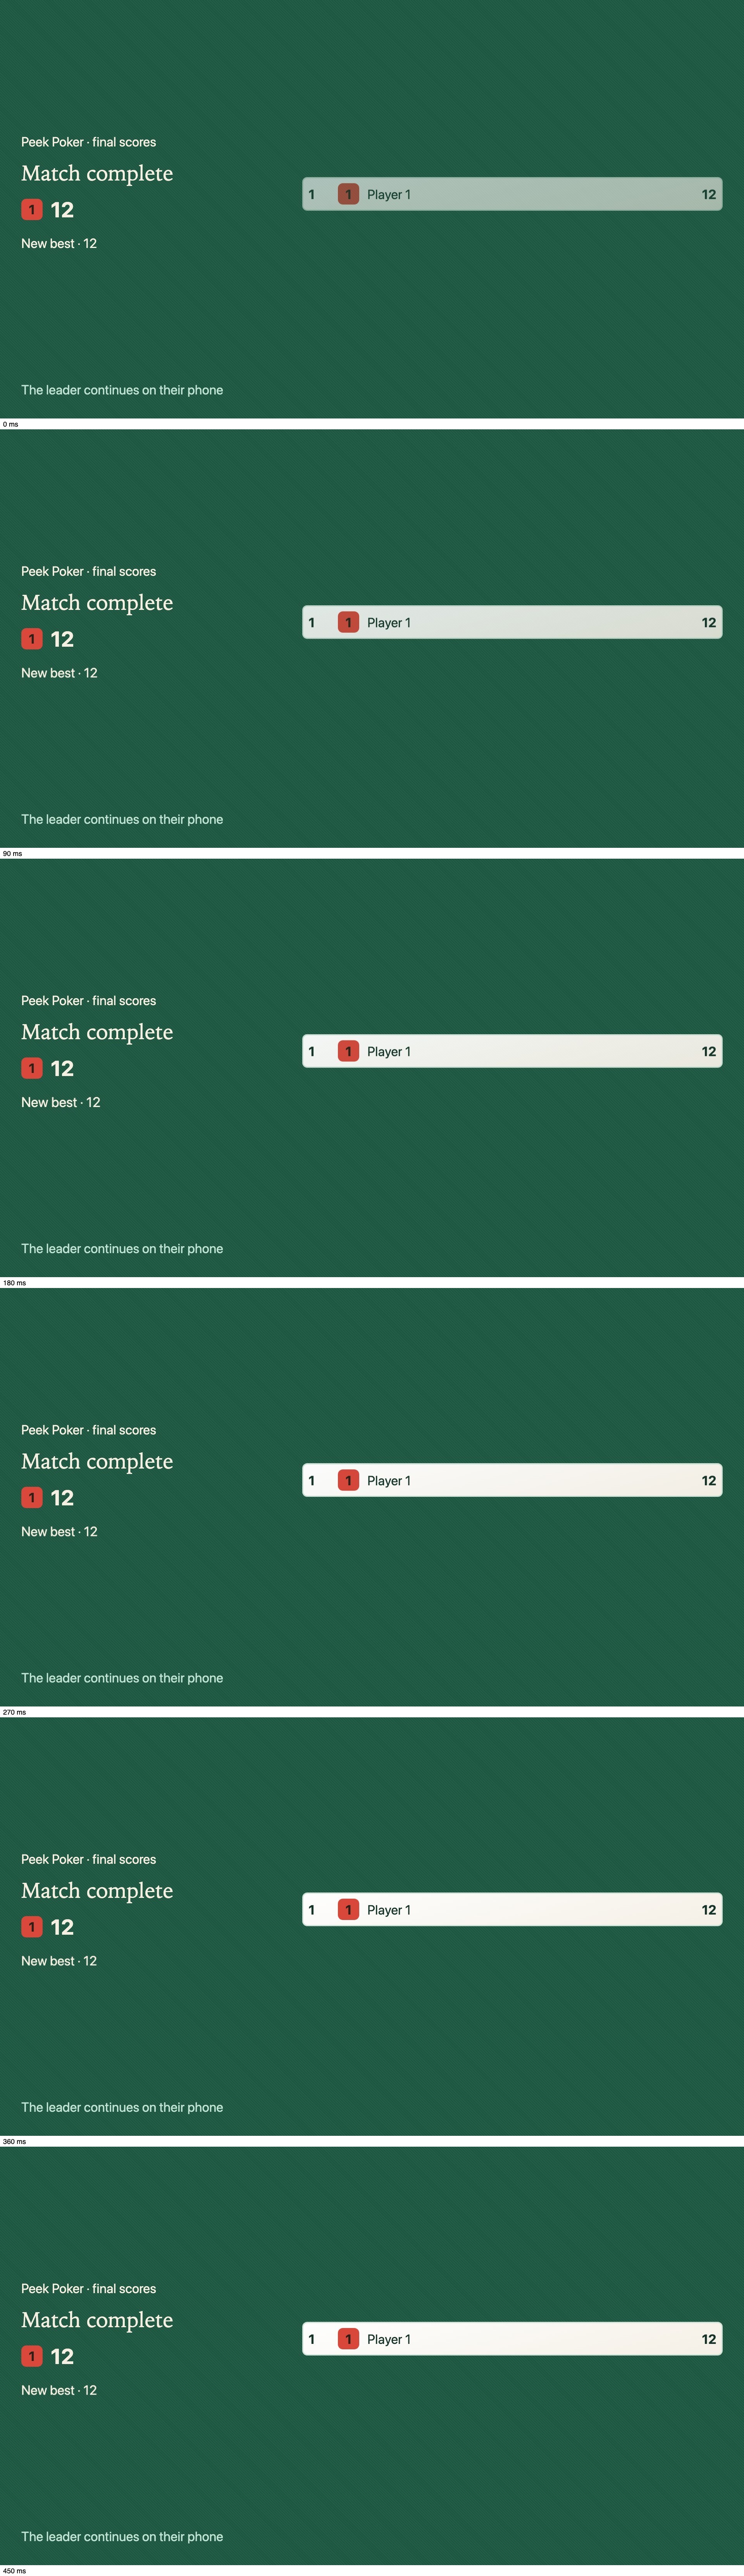 Peek Poker · final scores
Match complete
1 12
New best · 12
1 1 Player 1 12
The leader continues on their phone
0 ms
Peek Poker · final scores
Match complete
1 12
New best · 12
1 1 Player 1 12
The leader continues on their phone
90 ms
Peek Poker · final scores
Match complete
1 12
New best · 12
1 1 Player 1 12
The leader continues on their phone
180 ms
Peek Poker · final scores
Match complete
1 12
New best · 12
1 1 Player 1 12
The leader continues on their phone
270 ms
Peek Poker · final scores
Match complete
1 12
New best · 12
1 1 Player 1 12
The leader continues on their phone
360 ms
Peek Poker · final scores
Match complete
1 12
New best · 12
1 1 Player 1 12
The leader continues on their phone
450 ms